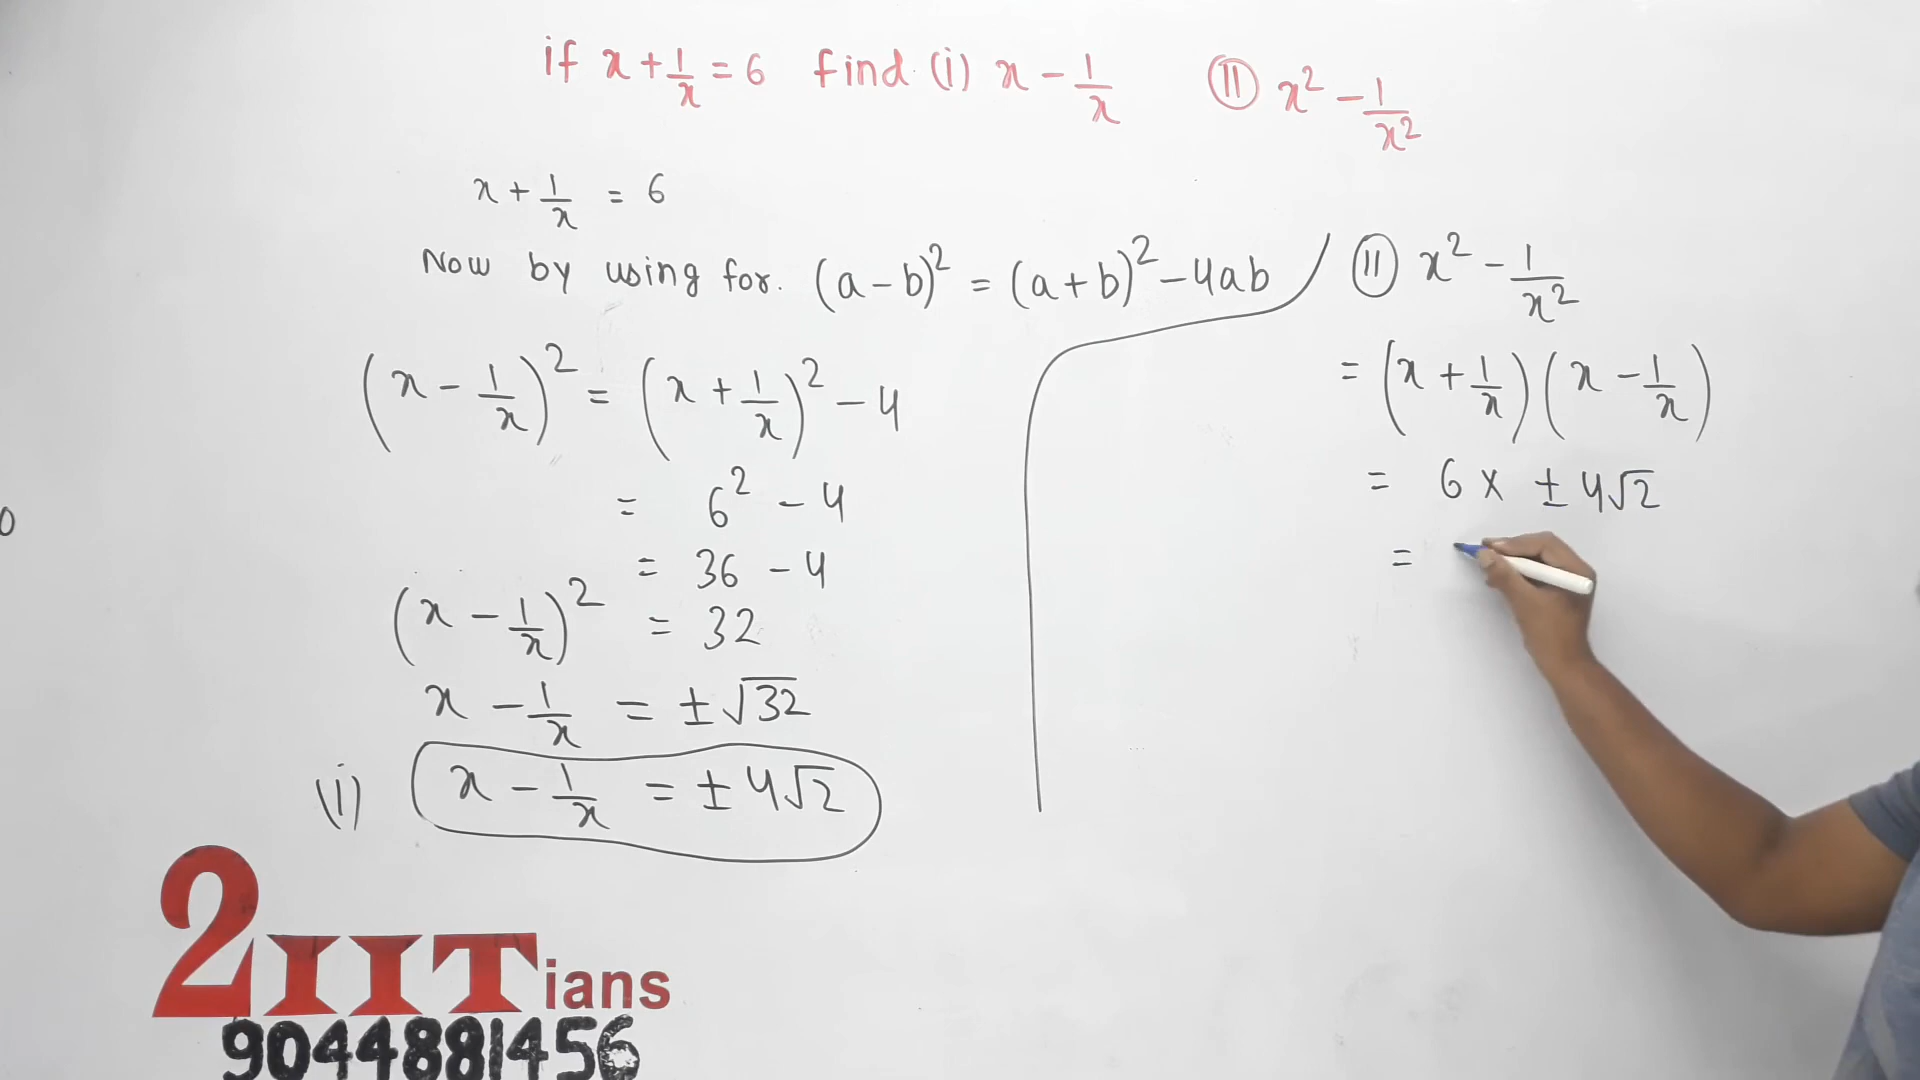 if x + 1/x = 6 find (i) x - 1/x (II) x² - 1/x²
x + 1/x = 6
Now by using for. (a-b)² = (a+b)² - 4ab
(x - 1/x)² = (x + 1/x)² - 4
= 6² - 4
= 36 - 4
(x - 1/x)² = 32
x - 1/x = ±√32
(i) x - 1/x = ±4√2
(II) x² - 1/x²
= (x + 1/x)(x - 1/x)
= 6 × ±4√2
=
0
2IITians
9044881456